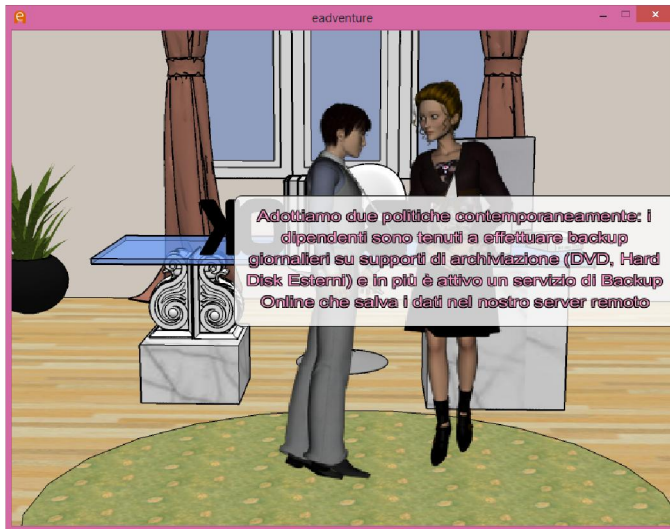 eadventure
Adottiamo due politiche contemporaneamente: i
dipendenti sono tenuti a effettuare backup
giornalieri su supporti di archiviazione (DVD, Hard
Disk Esterni) e in più è attivo un servizio di Backup
Online che salva i dati nel nostro server remoto